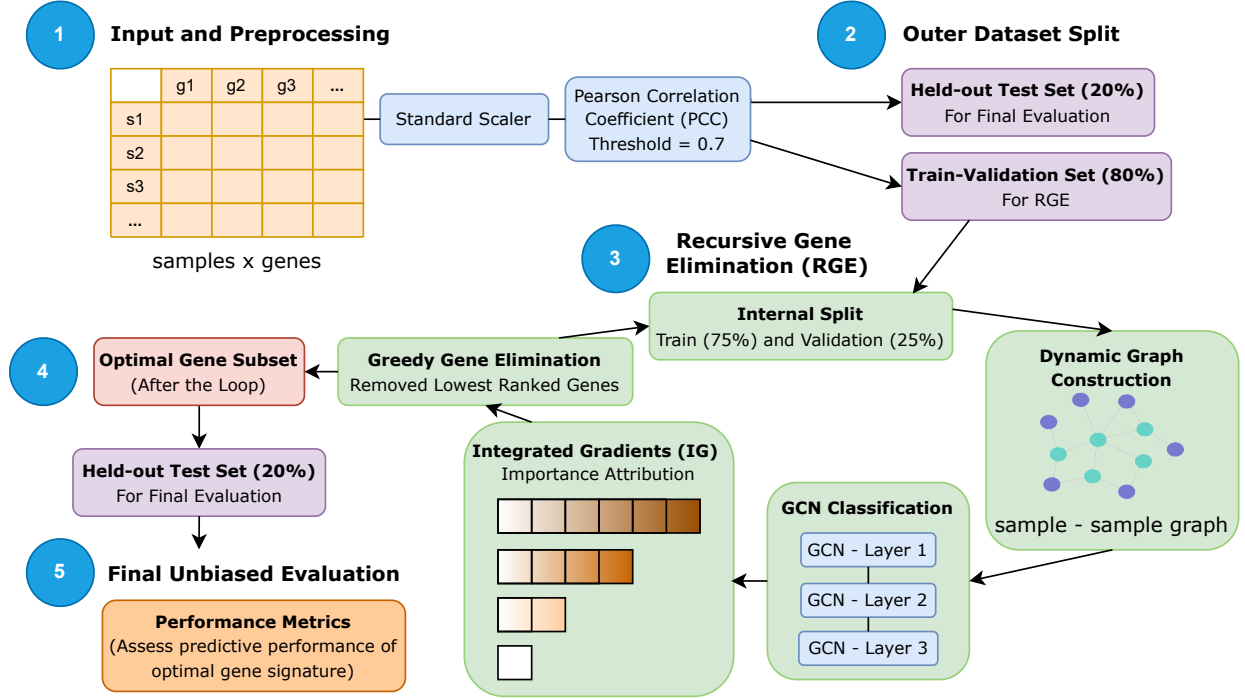 1
Input and Preprocessing
g1 g2 g3 ...
s1
s2
s3
...
samples x genes
Standard Scaler
Pearson Correlation
Coefficient (PCC)
Threshold = 0.7
2
Outer Dataset Split
Held-out Test Set (20%)
For Final Evaluation
Train-Validation Set (80%)
For RGE
3
Recursive Gene
Elimination (RGE)
Internal Split
Train (75%) and Validation (25%)
Dynamic Graph
Construction
sample - sample graph
GCN Classification
GCN - Layer 1
GCN - Layer 2
GCN - Layer 3
Integrated Gradients (IG)
Importance Attribution
Greedy Gene Elimination
Removed Lowest Ranked Genes
4
Optimal Gene Subset
(After the Loop)
Held-out Test Set (20%)
For Final Evaluation
5
Final Unbiased Evaluation
Performance Metrics
(Assess predictive performance of
optimal gene signature)